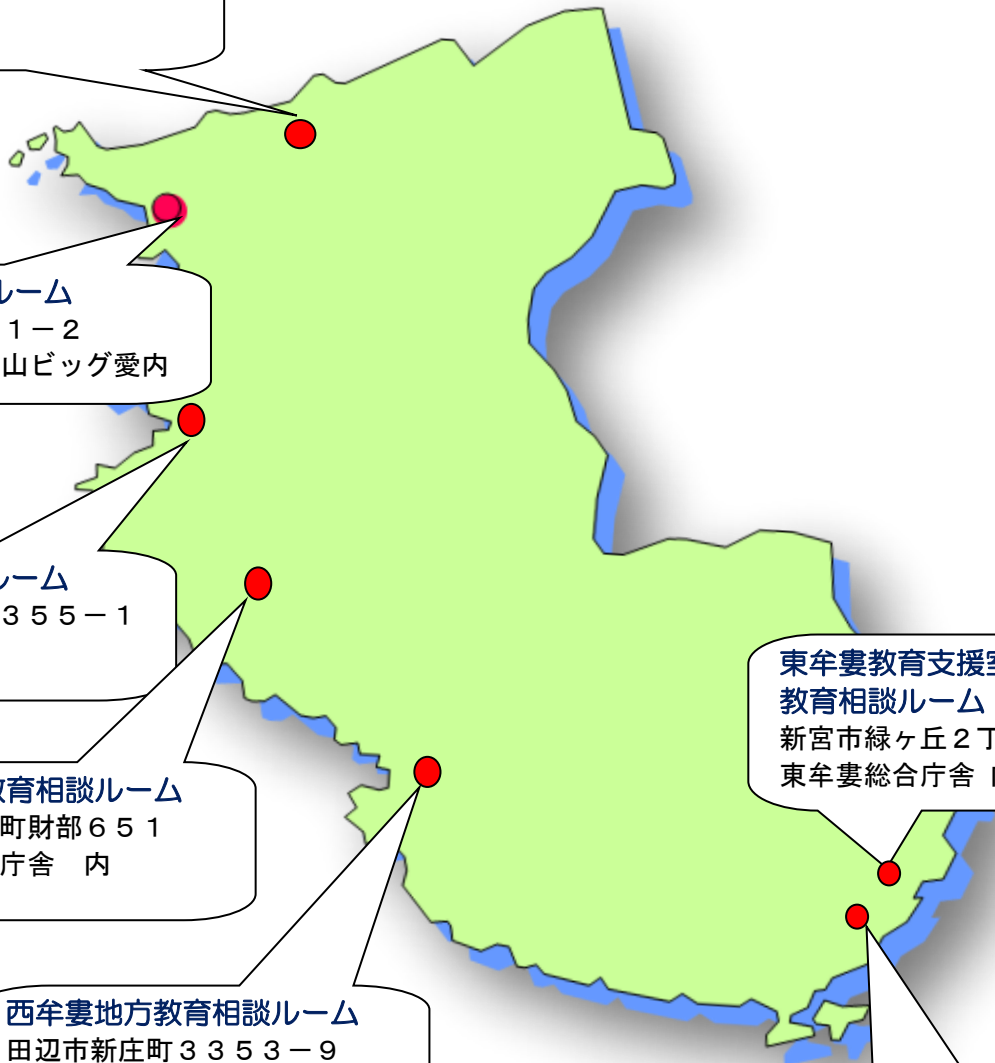 ルーム
１－２
山ビッグ愛内
ルーム
３５５－１
教育相談ルーム
町財部６５１
庁舎　内
西牟婁地方教育相談ルーム
田辺市新庄町３３５３－９
東牟婁教育支援室
教育相談ルーム
新宮市緑ヶ丘２丁
東牟婁総合庁舎